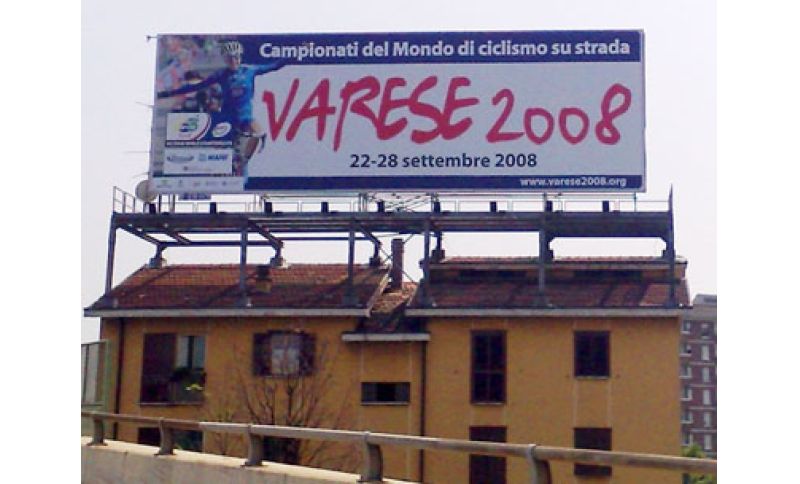 Campionati del Mondo di ciclismo su strada
VARESE 2008
22-28 settembre 2008
www.varese2008.org